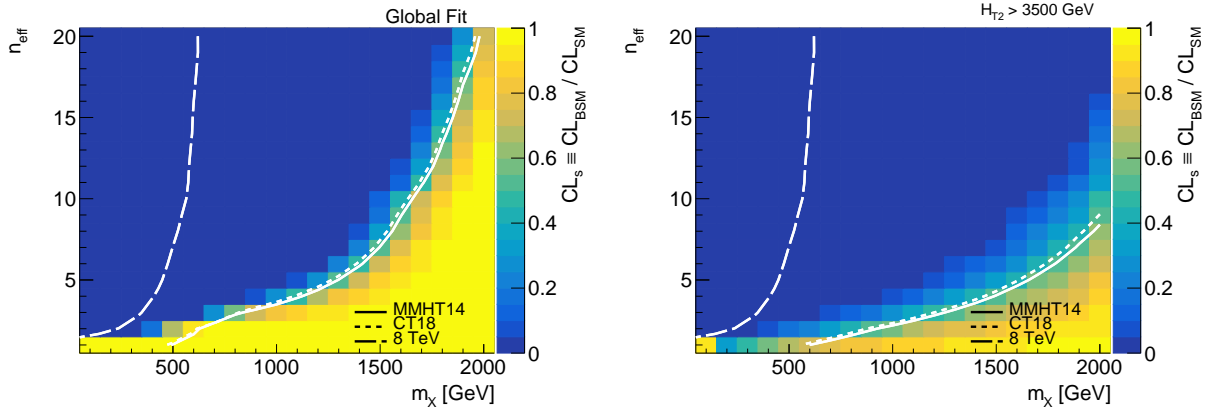 Global Fit
n_eff
20
15
10
5
500
1000
1500
2000
m_X [GeV]
MMHT14
CT18
8 TeV
1
0.8
0.6
0.4
0.2
0
CL_s ≡ CL_BSM / CL_SM
H_T2 > 3500 GeV
n_eff
20
15
10
5
500
1000
1500
2000
m_X [GeV]
MMHT14
CT18
8 TeV
1
0.8
0.6
0.4
0.2
0
CL_s ≡ CL_BSM / CL_SM